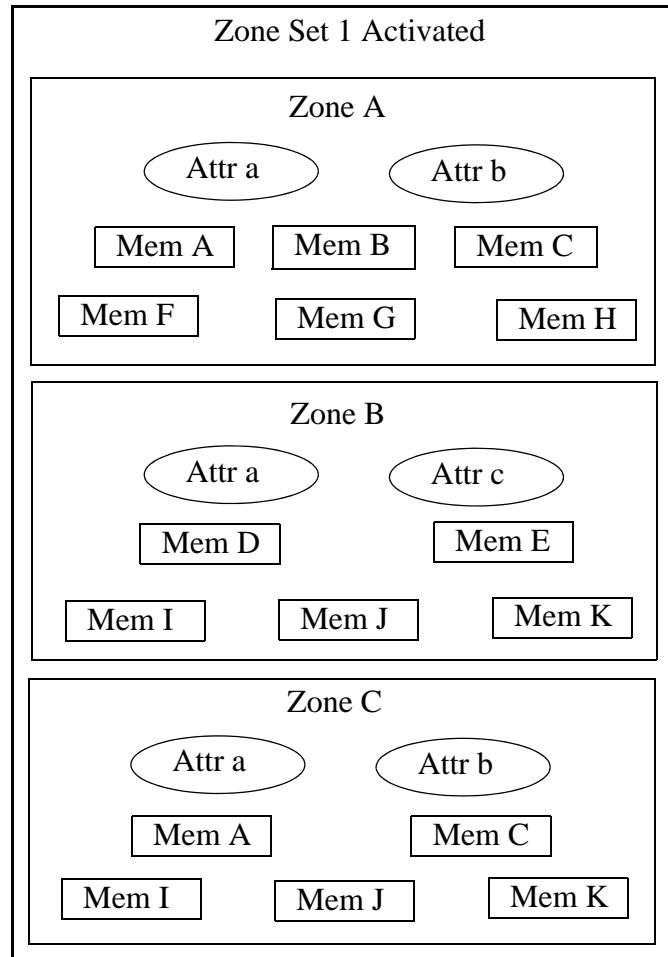 Zone Set 1 Activated
Zone A
Attr a Attr b
Mem A Mem B Mem C
Mem F Mem G Mem H
Zone B
Attr a Attr c
Mem D Mem E
Mem I Mem J Mem K
Zone C
Attr a Attr b
Mem A Mem C
Mem I Mem J Mem K